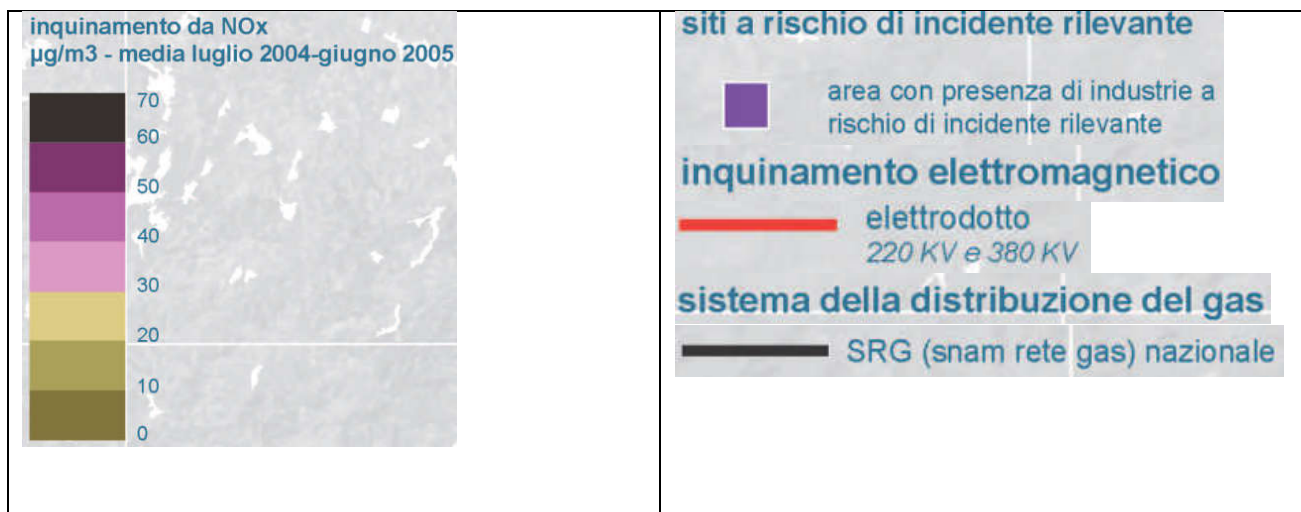 inquinamento da NOx
µg/m3 - media luglio 2004-giugno 2005
70
60
50
40
30
20
10
0
siti a rischio di incidente rilevante
area con presenza di industrie a
rischio di incidente rilevante
inquinamento elettromagnetico
elettrodotto
220 KV e 380 KV
sistema della distribuzione del gas
SRG (snam rete gas) nazionale